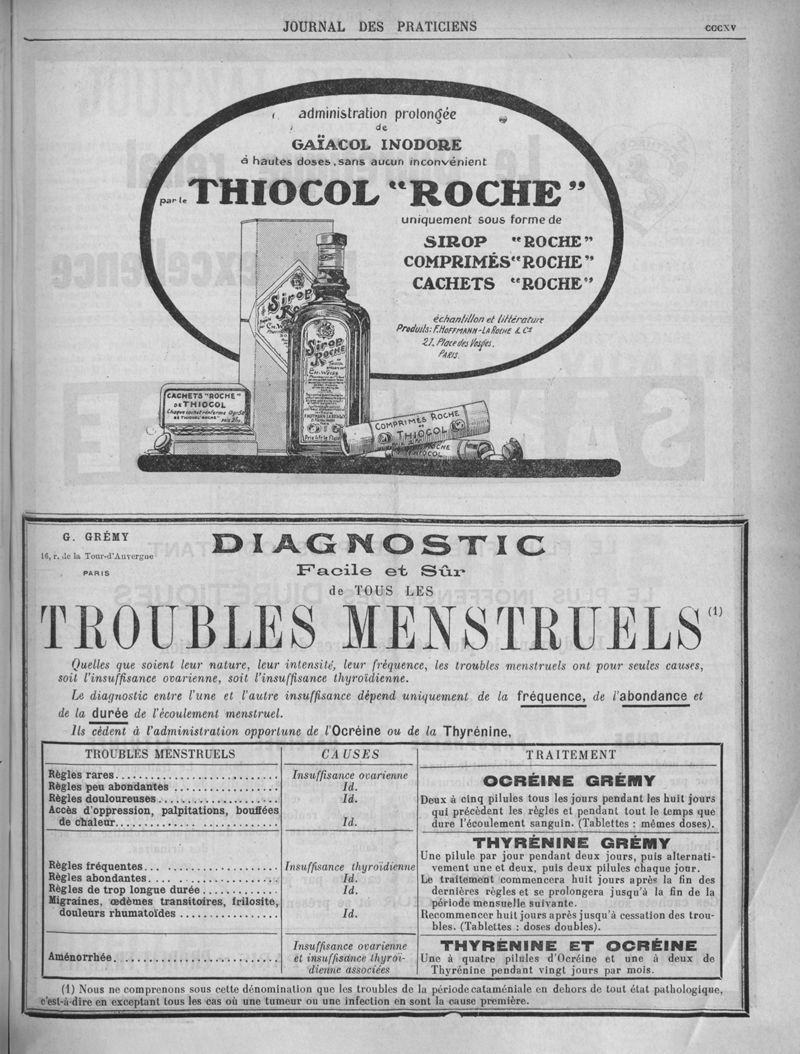 JOURNAL DES PRATICIENS
cccxv
administration prolongée
de
GAÏACOL INODORE
à hautes doses, sans aucun inconvénient
par le THIOCOL "ROCHE"
uniquement sous forme de
SIROP "ROCHE"
COMPRIMÉS "ROCHE"
CACHETS "ROCHE"
échantillon et littérature
Produits: F. HOFFMANN-LA ROCHE & Cᵉ
21, Place des Vosges.
PARIS.
Sirop
Roche
CACHETS "ROCHE"
DE THIOCOL
COMPRIMÉS ROCHE
THIOCOL
ROCHE
THIOCOL
G. GRÉMY
16, r. de la Tour-d'Auvergne
PARIS
DIAGNOSTIC
Facile et Sûr
de TOUS LES
TROUBLES MENSTRUELS (1)
Quelles que soient leur nature, leur intensité, leur fréquence, les troubles menstruels ont pour seules causes,
soit l'insuffisance ovarienne, soit l'insuffisance thyroïdienne.
Le diagnostic entre l'une et l'autre insuffisance dépend uniquement de la fréquence, de l'abondance et
de la durée de l'écoulement menstruel.
Ils cèdent à l'administration opportune de l'Ocréine ou de la Thyrénine,
TROUBLES MENSTRUELS
CAUSES
TRAITEMENT
Règles rares
Règles peu abondantes
Règles douloureuses
Accès d'oppression, palpitations, bouffées
de chaleur
Insuffisance ovarienne
Id.
Id.
Id.
OCRÉINE GRÉMY
Deux à cinq pilules tous les jours pendant les huit jours
qui précèdent les règles et pendant tout le temps que
dure l'écoulement sanguin. (Tablettes : mêmes doses).
Règles fréquentes
Règles abondantes
Règles de trop longue durée
Migraines, œdèmes transitoires, frilosite,
douleurs rhumatoïdes
Insuffisance thyroïdienne
Id.
Id.
Id.
THYRÉNINE GRÉMY
Une pilule par jour pendant deux jours, puis alternati-
vement une et deux, puis deux pilules chaque jour.
Le traitement commencera huit jours après la fin des
dernières règles et se prolongera jusqu'à la fin de la
période mensuelle suivante.
Recommencer huit jours après jusqu'à cessation des trou-
bles. (Tablettes : doses doubles).
Aménorrhée
Insuffisance ovarienne
et insuffisance thyroï-
dienne associées
THYRÉNINE ET OCRÉINE
Une à quatre pilules d'Ocréine et une à deux de
Thyrénine pendant vingt jours par mois.
(1) Nous ne comprenons sous cette dénomination que les troubles de la période cataméniale en dehors de tout état pathologique,
c'est-à-dire en exceptant tous les cas où une tumeur ou une infection en sont la cause première.